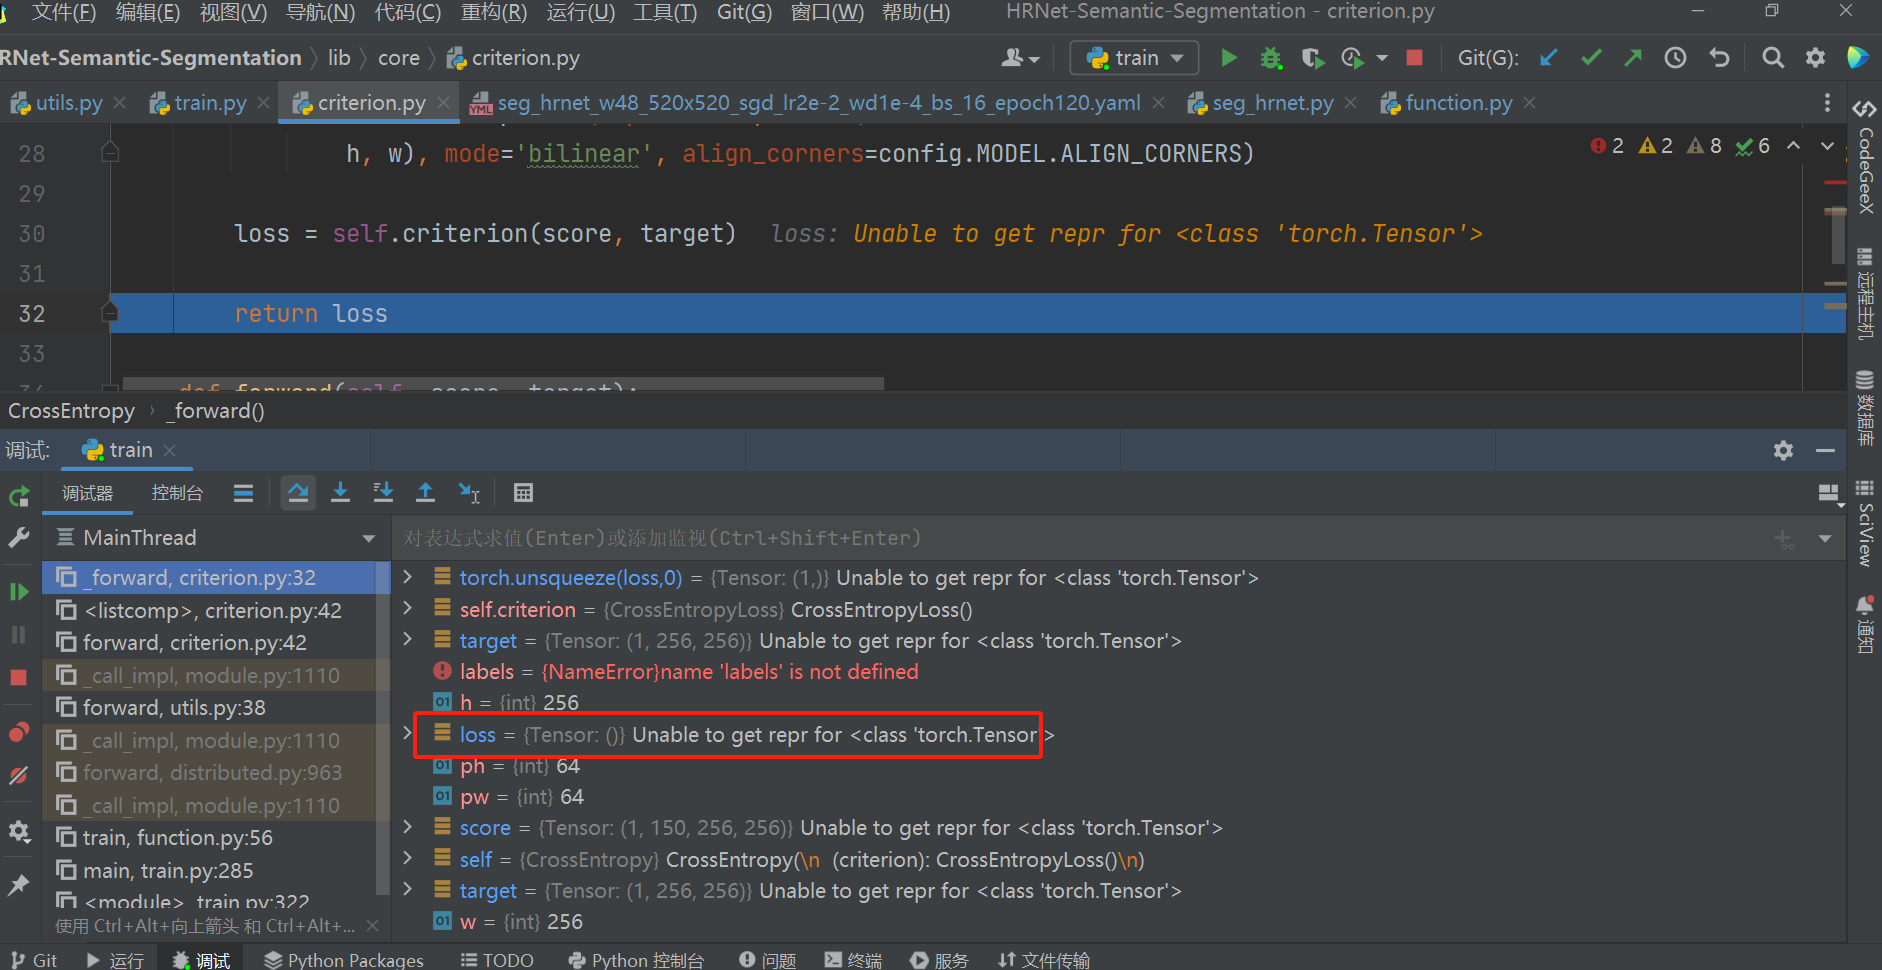 文件(F) 编辑(E) 视图(V) 导航(N) 代码(C) 重构(R) 运行(U) 工具(T) Git(G) 窗口(W) 帮助(H) HRNet-Semantic-Segmentation - criterion.py
RNet-Semantic-Segmentation lib core criterion.py train Git(G):
utils.py train.py criterion.py seg_hrnet_w48_520x520_sgd_lr2e-2_wd1e-4_bs_16_epoch120.yaml seg_hrnet.py function.py
28 h, w), mode='bilinear', align_corners=config.MODEL.ALIGN_CORNERS) 2 2 8 6
29
30 loss = self.criterion(score, target) loss: Unable to get repr for <class 'torch.Tensor'>
31
32 return loss
33
def forward(self, score, target):
CrossEntropy _forward()
调试: train
调试器 控制台
MainThread
对表达式求值(Enter)或添加监视(Ctrl+Shift+Enter)
_forward, criterion.py:32
<listcomp>, criterion.py:42
forward, criterion.py:42
_call_impl, module.py:1110
forward, utils.py:38
_call_impl, module.py:1110
forward, distributed.py:963
_call_impl, module.py:1110
train, function.py:56
main, train.py:285
<module>, train.py:322
使用 Ctrl+Alt+向上箭头 和 Ctrl+Alt+...
torch.unsqueeze(loss,0) = {Tensor: (1,)} Unable to get repr for <class 'torch.Tensor'>
self.criterion = {CrossEntropyLoss} CrossEntropyLoss()
target = {Tensor: (1, 256, 256)} Unable to get repr for <class 'torch.Tensor'>
labels = {NameError}name 'labels' is not defined
01 h = {int} 256
loss = {Tensor: ()} Unable to get repr for <class 'torch.Tensor'>
01 ph = {int} 64
01 pw = {int} 64
score = {Tensor: (1, 150, 256, 256)} Unable to get repr for <class 'torch.Tensor'>
self = {CrossEntropy} CrossEntropy(\n (criterion): CrossEntropyLoss()\n)
target = {Tensor: (1, 256, 256)} Unable to get repr for <class 'torch.Tensor'>
01 w = {int} 256
CodeGeeX
远程主机
数据库
SciView
通知
Git 运行 调试 Python Packages TODO Python 控制台 问题 终端 服务 文件传输